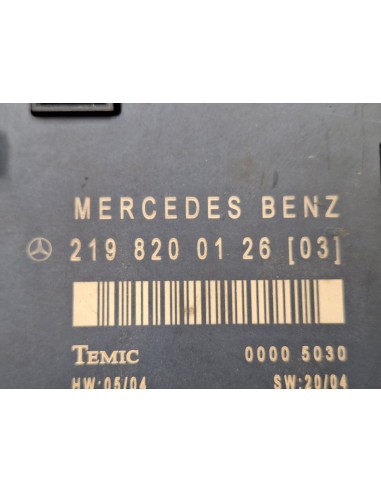 MERCEDES BENZ
219 820 01 26 [03]
TEMIC 0000 5030
HW:05/04 SW:20/04